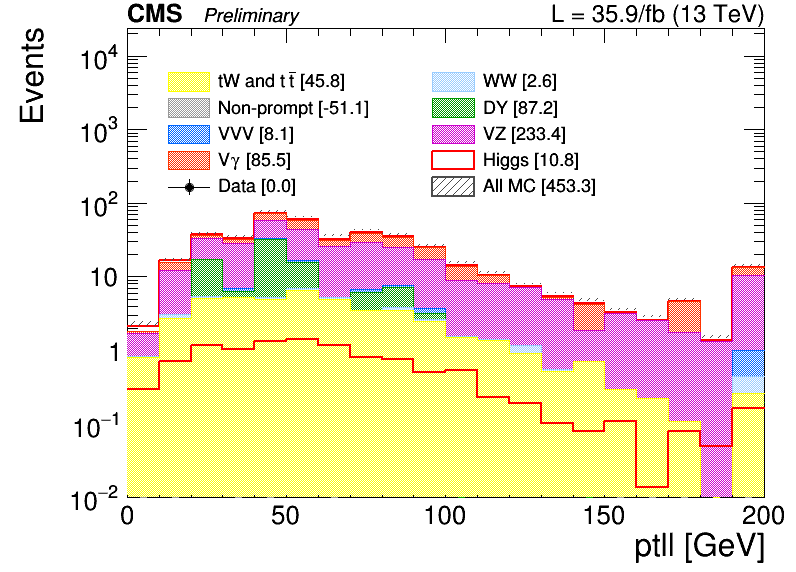 CMS Preliminary L = 35.9/fb (13 TeV)
Events
tW and tt̅ [45.8]
Non-prompt [-51.1]
VVV [8.1]
Vγ [85.5]
Data [0.0]
WW [2.6]
DY [87.2]
VZ [233.4]
Higgs [10.8]
All MC [453.3]
10⁴
10³
10²
10
1
10⁻¹
10⁻²
0 50 100 150 200
ptll [GeV]